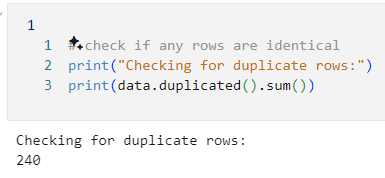 1
1 # check if any rows are identical
2 print("Checking for duplicate rows:")
3 print(data.duplicated().sum())
Checking for duplicate rows:
240